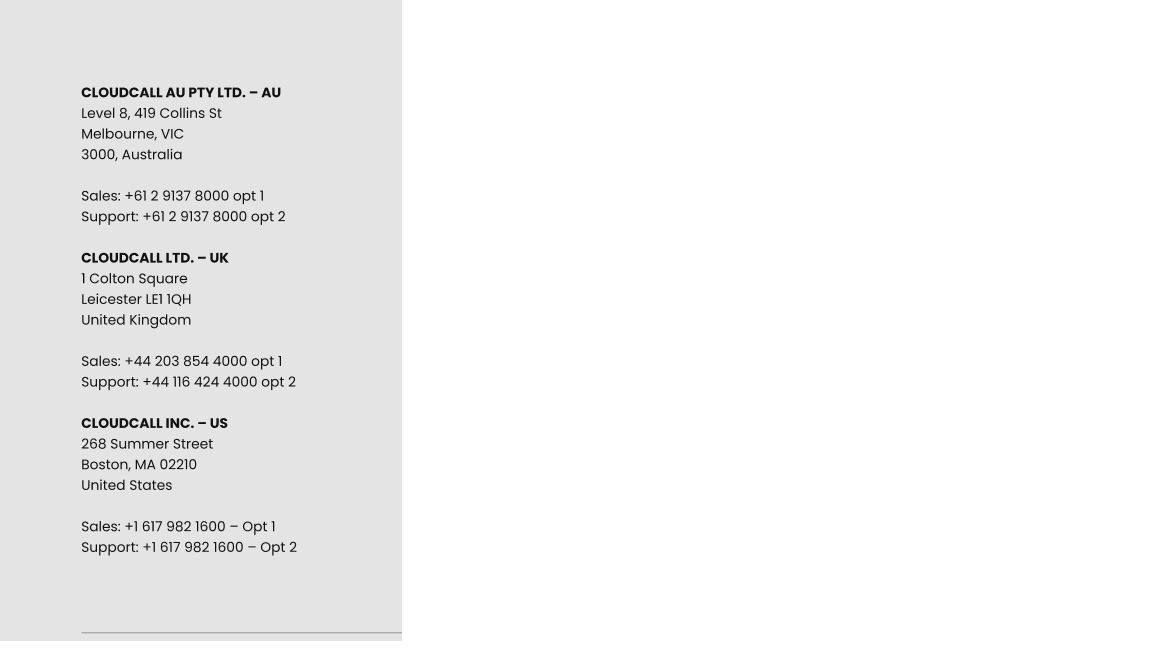 CLOUDCALL AU PTY LTD. – AU
Level 8, 419 Collins St
Melbourne, VIC
3000, Australia
Sales: +61 2 9137 8000 opt 1
Support: +61 2 9137 8000 opt 2
CLOUDCALL LTD. – UK
1 Colton Square
Leicester LE1 1QH
United Kingdom
Sales: +44 203 854 4000 opt 1
Support: +44 116 424 4000 opt 2
CLOUDCALL INC. – US
268 Summer Street
Boston, MA 02210
United States
Sales: +1 617 982 1600 – Opt 1
Support: +1 617 982 1600 – Opt 2